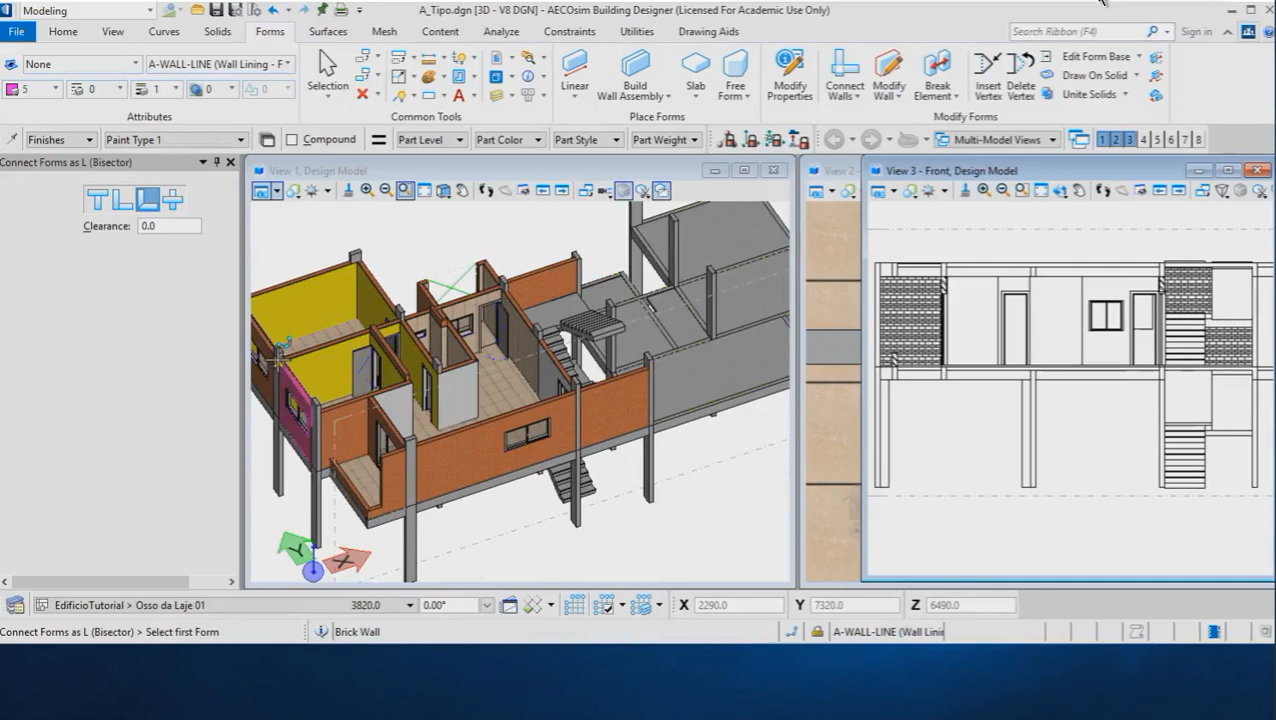 Modeling
A_Tipo.dgn [3D - V8 DGN] - AECOsim Building Designer (Licensed For Academic Use Only)
File Home View Curves Solids Forms Surfaces Mesh Content Analyze Constraints Utilities Drawing Aids Search Ribbon (F4) Sign in
None A-WALL-LINE (Wall Lining - F
5 0 1 0 0
Selection
Linear
Build
Wall Assembly
Slab
Free
Form
Modify
Properties
Connect
Walls
Modify
Wall
Break
Element
Insert
Vertex
Delete
Vertex
Edit Form Base
Draw On Solid
Unite Solids
Attributes Common Tools Place Forms Modify Forms
Finishes Paint Type 1 Compound Part Level Part Color Part Style Part Weight Multi-Model Views 1 2 3 4 5 6 7 8
Connect Forms as L (Bisector)
Clearance: 0.0
View 1, Design Model
View 2 -
View 3 - Front, Design Model
Y X
EdificioTutorial > Osso da Laje 01 3820.0 0.00° X 2290.0 Y 7320.0 Z 6490.0
Connect Forms as L (Bisector) > Select first Form Brick Wall A-WALL-LINE (Wall Linin